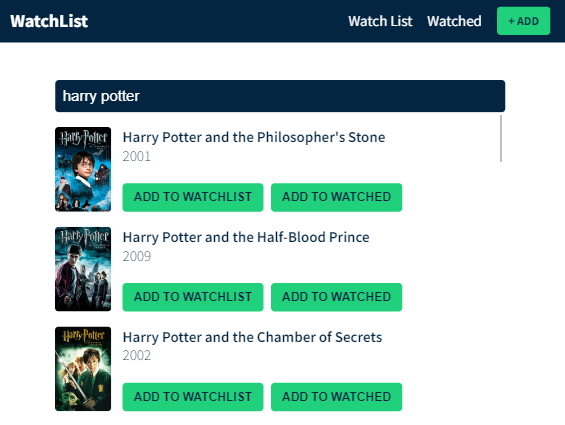 WatchList
Watch List
Watched
+ ADD
harry potter
Harry Potter
Harry Potter and the Philosopher's Stone
2001
ADD TO WATCHLIST
ADD TO WATCHED
Harry Potter
Harry Potter and the Half-Blood Prince
2009
ADD TO WATCHLIST
ADD TO WATCHED
Harry Potter
Harry Potter and the Chamber of Secrets
2002
ADD TO WATCHLIST
ADD TO WATCHED